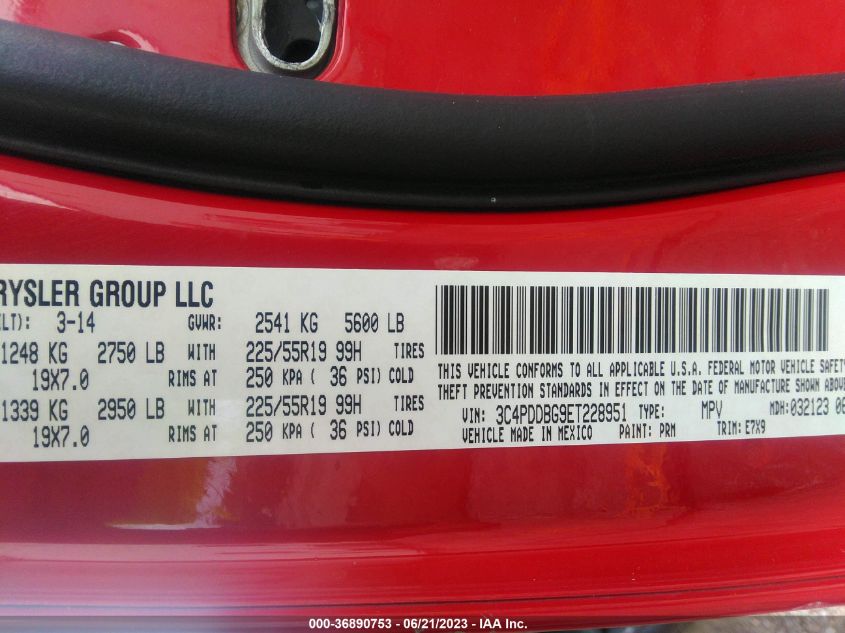 RYSLER GROUP LLC
ELT): 3-14 GVWR: 2541 KG 5600 LB
1248 KG 2750 LB WITH 225/55R19 99H TIRES
19X7.0 RIMS AT 250 KPA ( 36 PSI) COLD
1339 KG 2950 LB WITH 225/55R19 99H TIRES
19X7.0 RIMS AT 250 KPA ( 36 PSI) COLD
THIS VEHICLE CONFORMS TO ALL APPLICABLE U.S.A. FEDERAL MOTOR VEHICLE SAFETY
THEFT PREVENTION STANDARDS IN EFFECT ON THE DATE OF MANUFACTURE SHOWN ABOVE
VIN: 3C4PDDBG9ET228951 TYPE: MPV MDH:032123 06
VEHICLE MADE IN MEXICO PAINT: PRM TRIM: E7X9
000-36890753 - 06/21/2023 - IAA Inc.